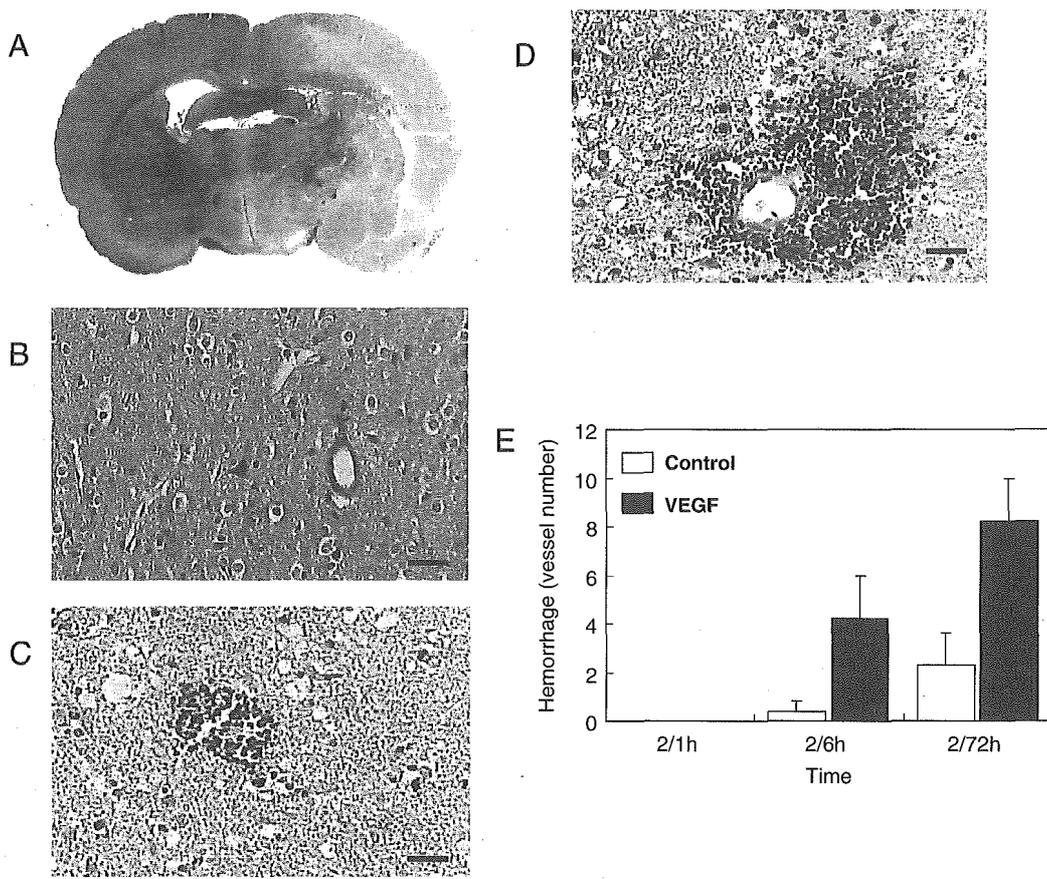 A
D
B
C
E
Hemorrhage (vessel number)
12
10
8
6
4
2
0
Control
VEGF
2/1h
2/6h
2/72h
Time